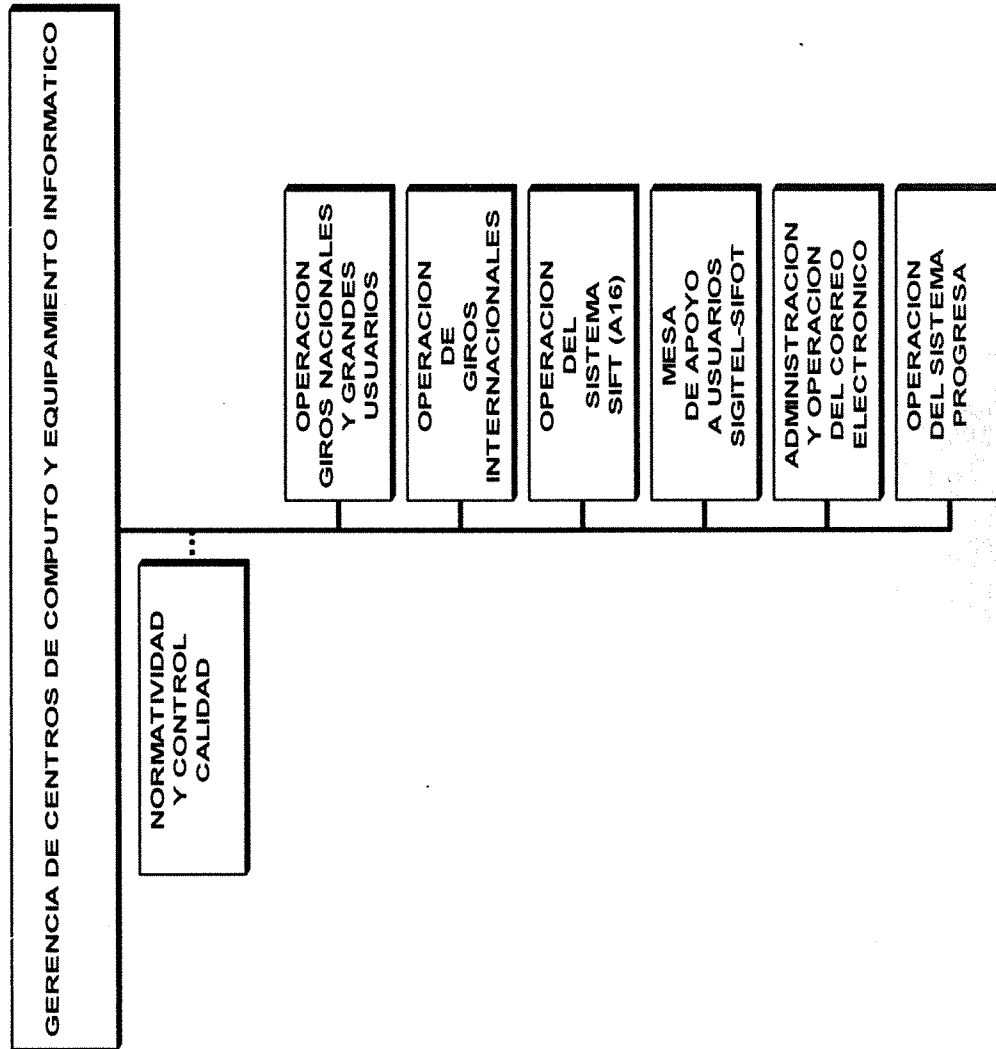 GERENCIA DE CENTROS DE COMPUTO Y EQUIPAMIENTO INFORMATICO
NORMATIVIDAD
Y CONTROL
CALIDAD
OPERACION
GIROS NACIONALES
Y GRANDES
USUARIOS
OPERACION
DE
GIROS
INTERNACIONALES
OPERACION
DEL
SISTEMA
SIFT (A16)
MESA
DE APOYO
A USUARIOS
SIGITEL-SIFOT
ADMINISTRACION
Y OPERACION
DEL CORREO
ELECTRONICO
OPERACION
DEL SISTEMA
PROGRESA